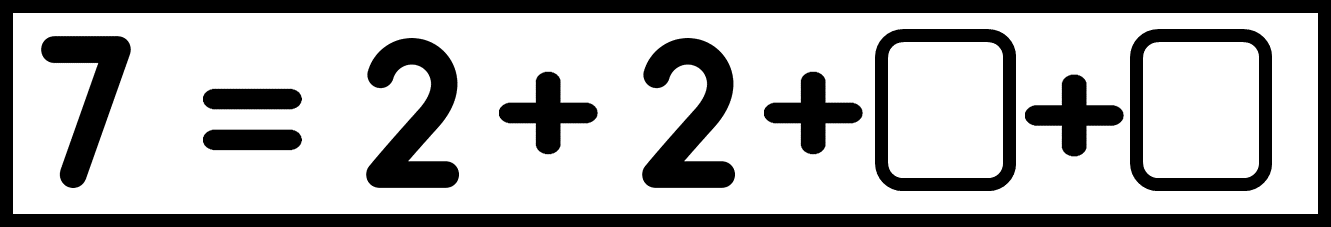 7 = 2 + 2 + □ + □